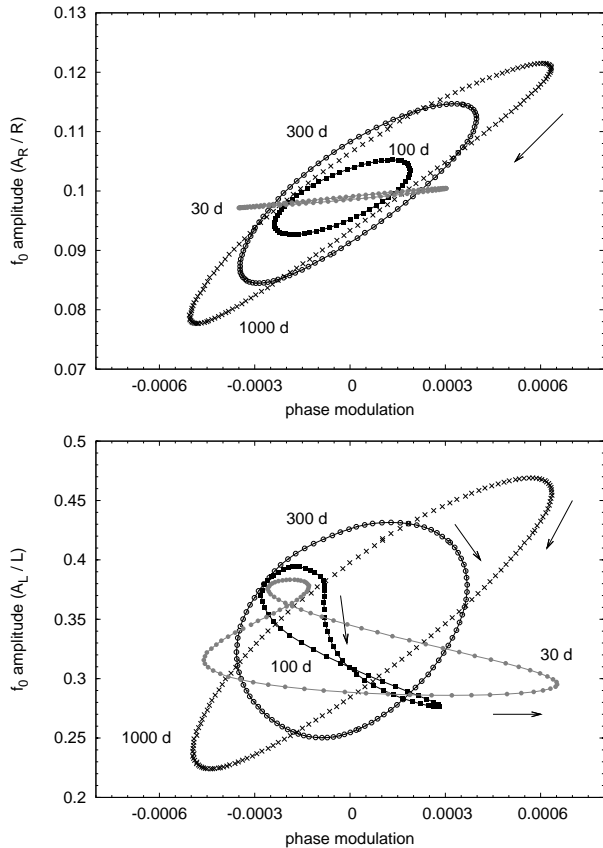 0.13
0.12
0.11
0.1
0.09
0.08
0.07
f0 amplitude (AR / R)
300 d
100 d
30 d
1000 d
-0.0006 -0.0003 0 0.0003 0.0006
phase modulation
0.5
0.45
0.4
0.35
0.3
0.25
0.2
f0 amplitude (AL / L)
300 d
100 d
30 d
1000 d
-0.0006 -0.0003 0 0.0003 0.0006
phase modulation